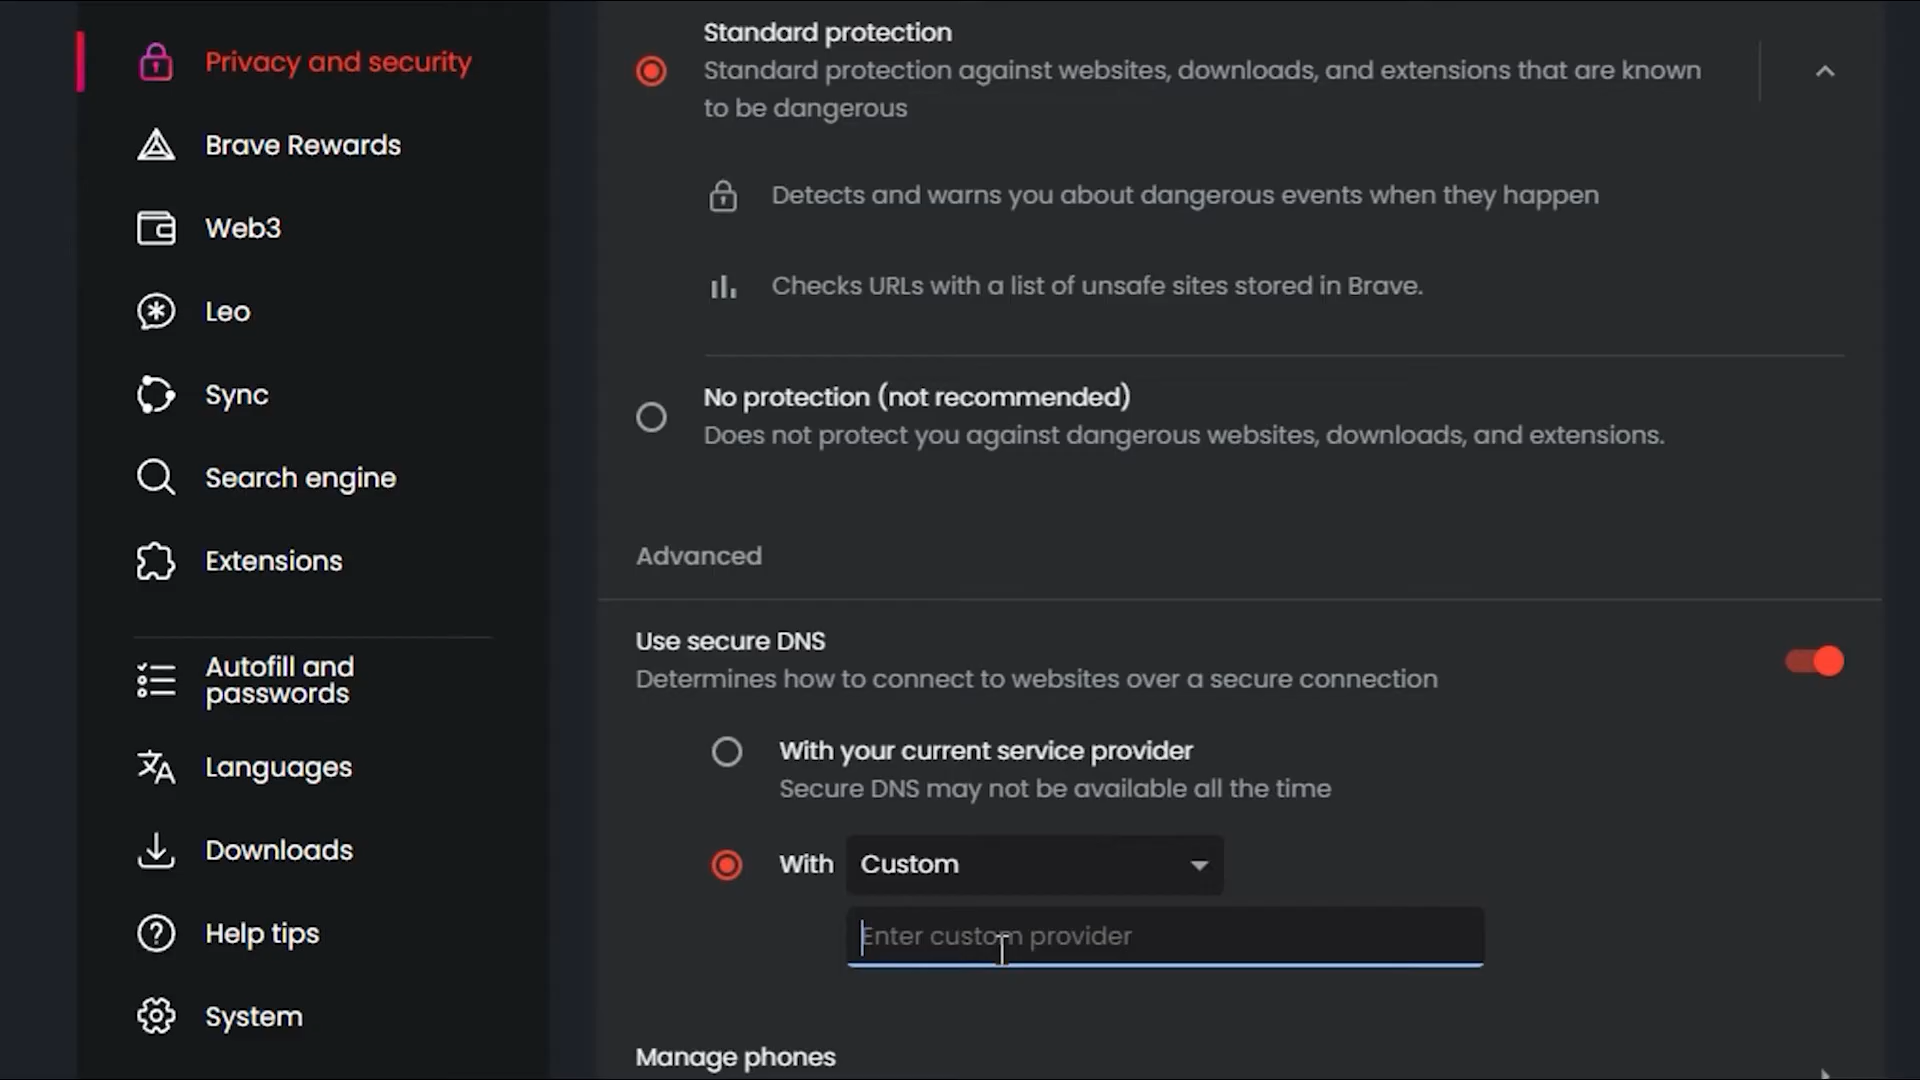 Privacy and security
Brave Rewards
Web3
Leo
Sync
Search engine
Extensions
Autofill and
passwords
Languages
Downloads
Help tips
System
Standard protection
Standard protection against websites, downloads, and extensions that are known
to be dangerous
Detects and warns you about dangerous events when they happen
Checks URLs with a list of unsafe sites stored in Brave.
No protection (not recommended)
Does not protect you against dangerous websites, downloads, and extensions.
Advanced
Use secure DNS
Determines how to connect to websites over a secure connection
With your current service provider
Secure DNS may not be available all the time
With Custom
Enter custom provider
Manage phones